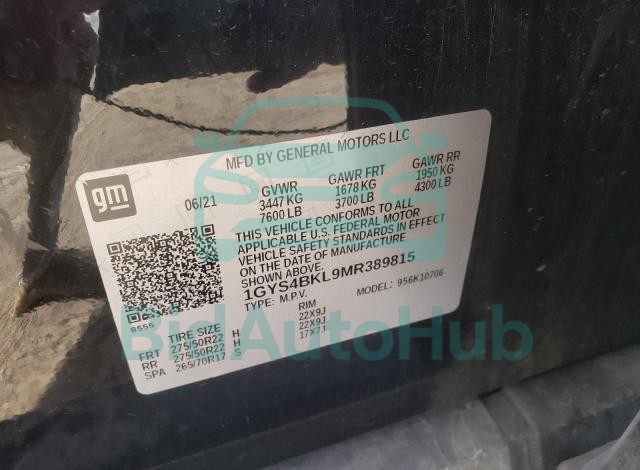 MFD BY GENERAL MOTORS LLC
gm
06/21 GVWR GAWR FRT GAWR RR
3447 KG 1678 KG 1950 KG
7600 LB 3700 LB 4300 LB
THIS VEHICLE CONFORMS TO ALL
APPLICABLE U.S. FEDERAL MOTOR
VEHICLE SAFETY STANDARDS IN EFFECT
ON THE DATE OF MANUFACTURE
SHOWN ABOVE.
1GYS4BKL9MR389815
TYPE: M.P.V. MODEL: 956K10706
8555
TIRE SIZE RIM
FRT 275/50R22 H 22X9J
RR 275/50R22 H 22X9J
SPA 265/70R17 S 17X7J
BidAutoHub